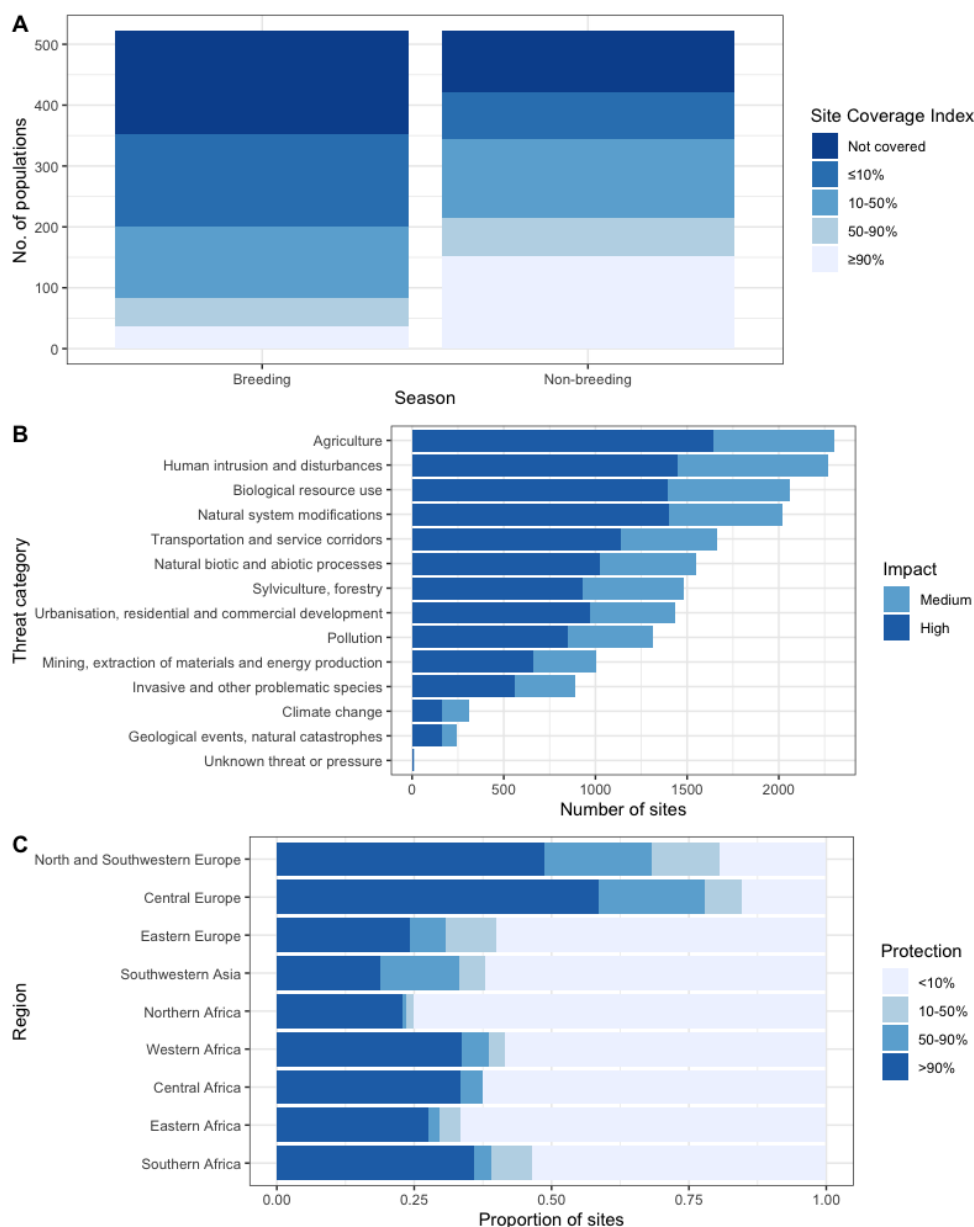 A
500
400
300
200
100
0
No. of populations
Breeding
Non-breeding
Season
Site Coverage Index
Not covered
≤10%
10-50%
50-90%
≥90%
B
Agriculture
Human intrusion and disturbances
Biological resource use
Natural system modifications
Transportation and service corridors
Natural biotic and abiotic processes
Sylviculture, forestry
Urbanisation, residential and commercial development
Pollution
Mining, extraction of materials and energy production
Invasive and other problematic species
Climate change
Geological events, natural catastrophes
Unknown threat or pressure
Threat category
0
500
1000
1500
2000
Number of sites
Impact
Medium
High
C
North and Southwestern Europe
Central Europe
Eastern Europe
Southwestern Asia
Northern Africa
Western Africa
Central Africa
Eastern Africa
Southern Africa
Region
0.00
0.25
0.50
0.75
1.00
Proportion of sites
Protection
<10%
10-50%
50-90%
>90%